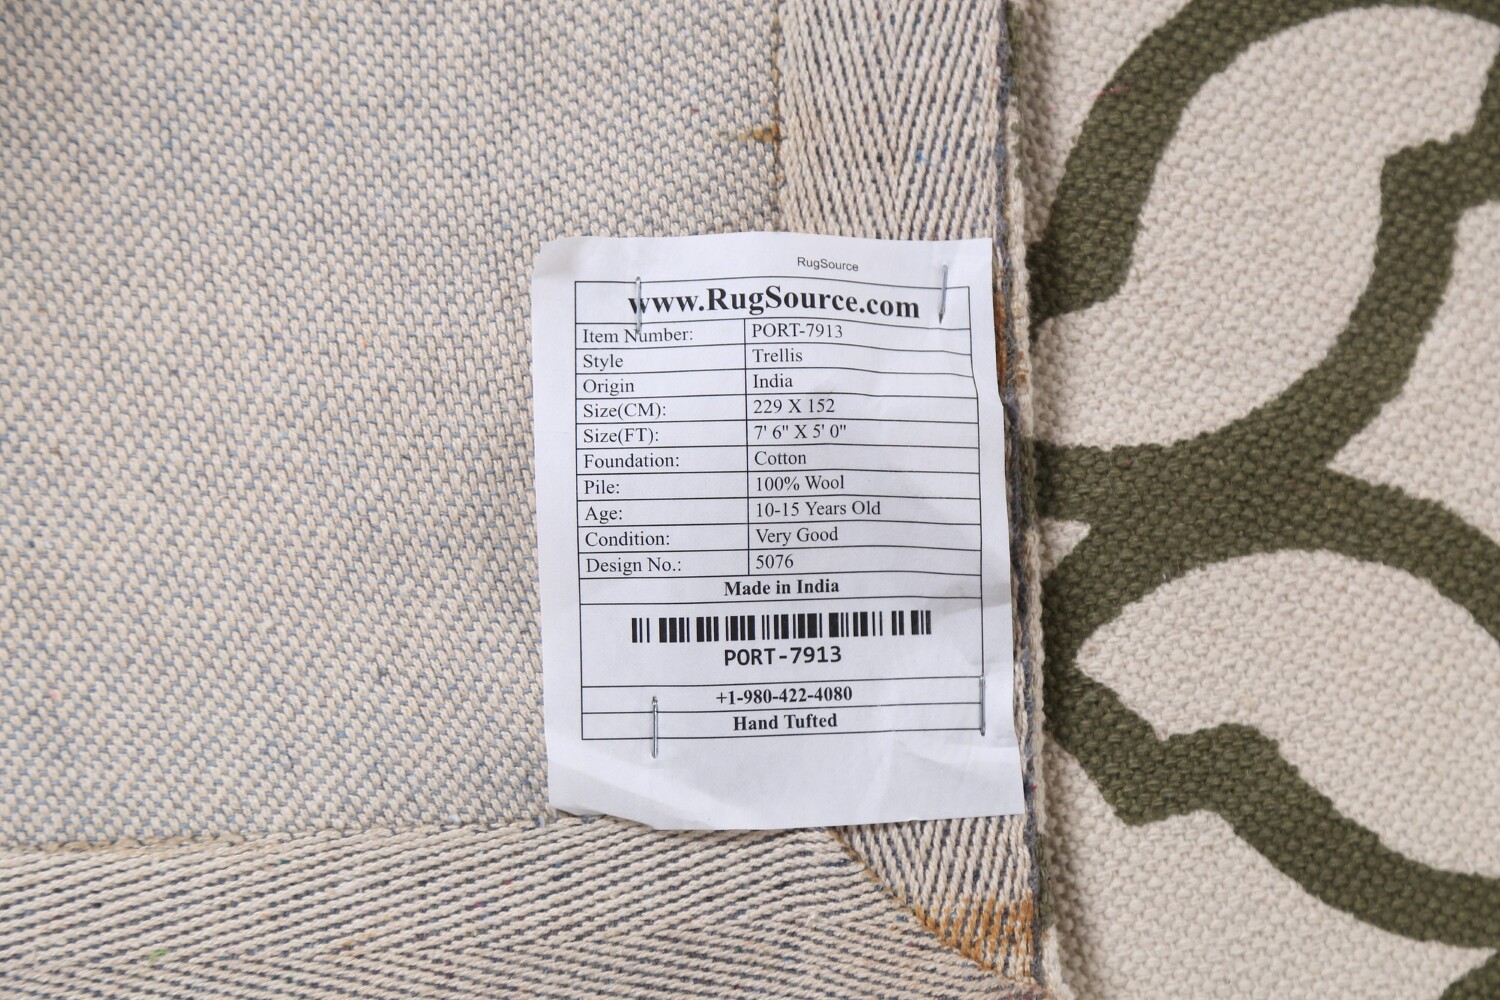 RugSource
www.RugSource.com
Item Number: PORT-7913
Style Trellis
Origin India
Size(CM): 229 X 152
Size(FT): 7' 6" X 5' 0"
Foundation: Cotton
Pile: 100% Wool
Age: 10-15 Years Old
Condition: Very Good
Design No.: 5076
Made in India
PORT-7913
+1-980-422-4080
Hand Tufted